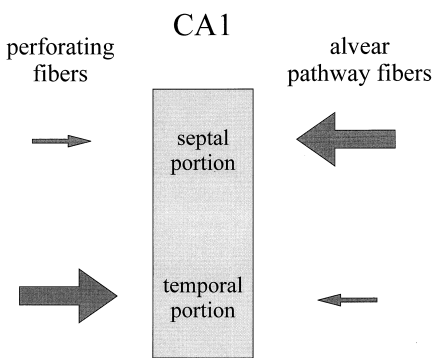 CA1
perforating
fibers
alvear
pathway fibers
septal
portion
temporal
portion